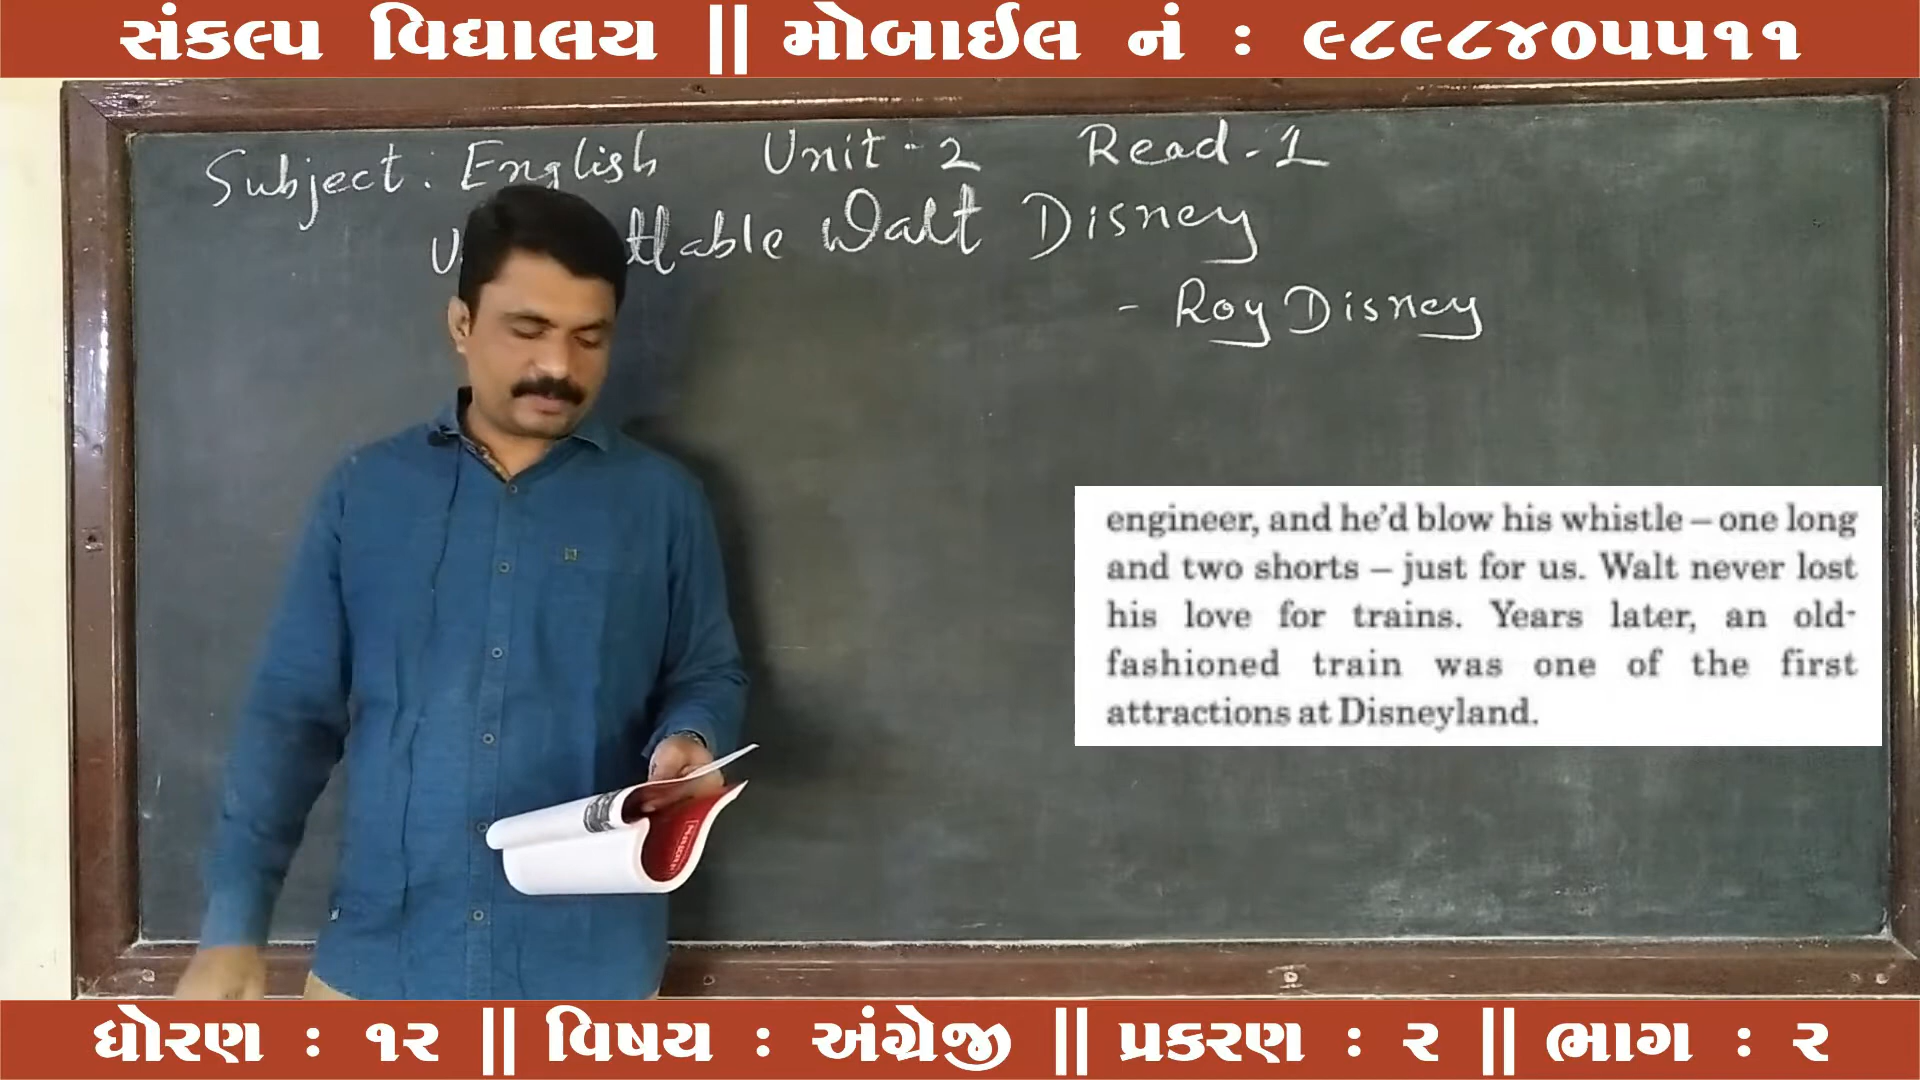 સંકલ્પ વિદ્યાલય || મોબાઈલ નં : ૯૮૯૮૪૦૫૫૧૧
Subject : English Unit - 2 Read - 1
Walt Disney
- Roy Disney
engineer, and he'd blow his whistle – one long
and two shorts – just for us. Walt never lost
his love for trains. Years later, an old-
fashioned train was one of the first
attractions at Disneyland.
ધોરણ : ૧૨ || વિષય : અંગ્રેજી || પ્રકરણ : ૨ || ભાગ : ૨